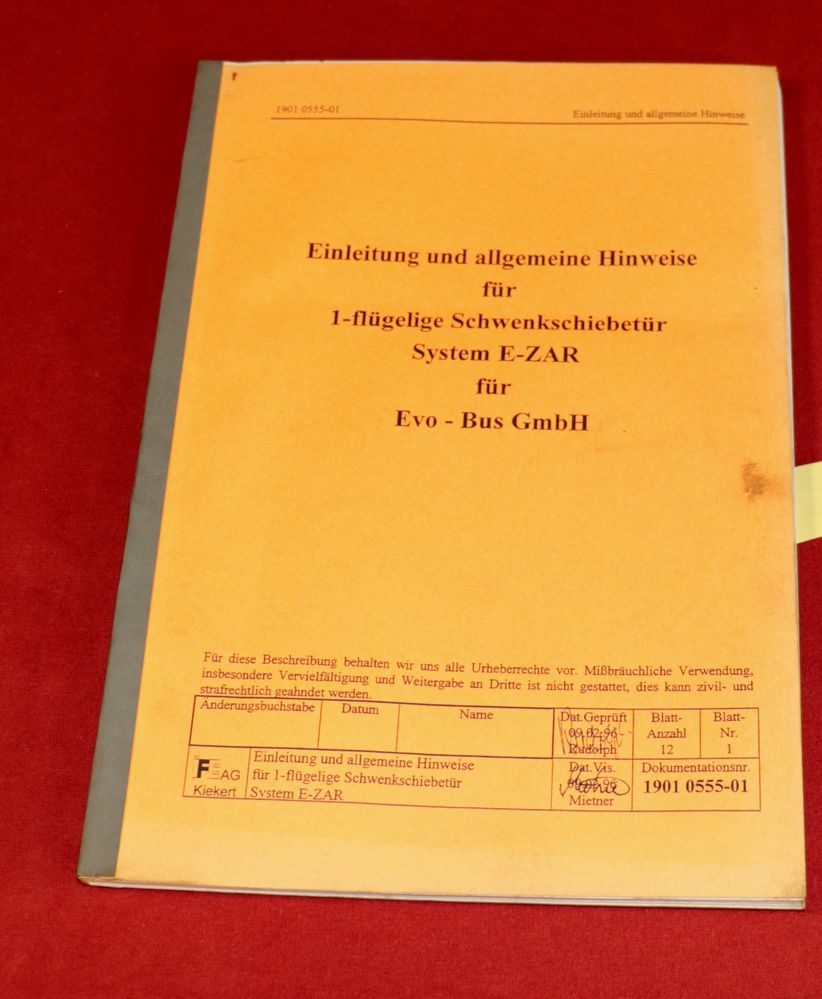 1901 0555-01
Einleitung und allgemeine Hinweise
Einleitung und allgemeine Hinweise
für
1-flügelige Schwenkschiebetür
System E-ZAR
für
Evo - Bus GmbH
Für diese Beschreibung behalten wir uns alle Urheberrechte vor. Mißbräuchliche Verwendung,
insbesondere Vervielfältigung und Weitergabe an Dritte ist nicht gestattet, dies kann zivil- und
strafrechtlich geahndet werden.
Änderungsbuchstabe
Datum
Name
Dat.Geprüft
09.02.96
Rudolph
Blatt-
Anzahl
12
Blatt-
Nr.
1
F AG
Kiekert
Einleitung und allgemeine Hinweise
für 1-flügelige Schwenkschiebetür
System E-ZAR
Dat.Vis.
Mietner
Dokumentationsnr.
1901 0555-01